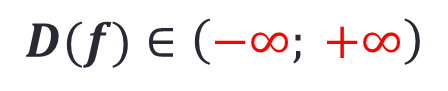 D(f) ∈ (−∞; +∞)